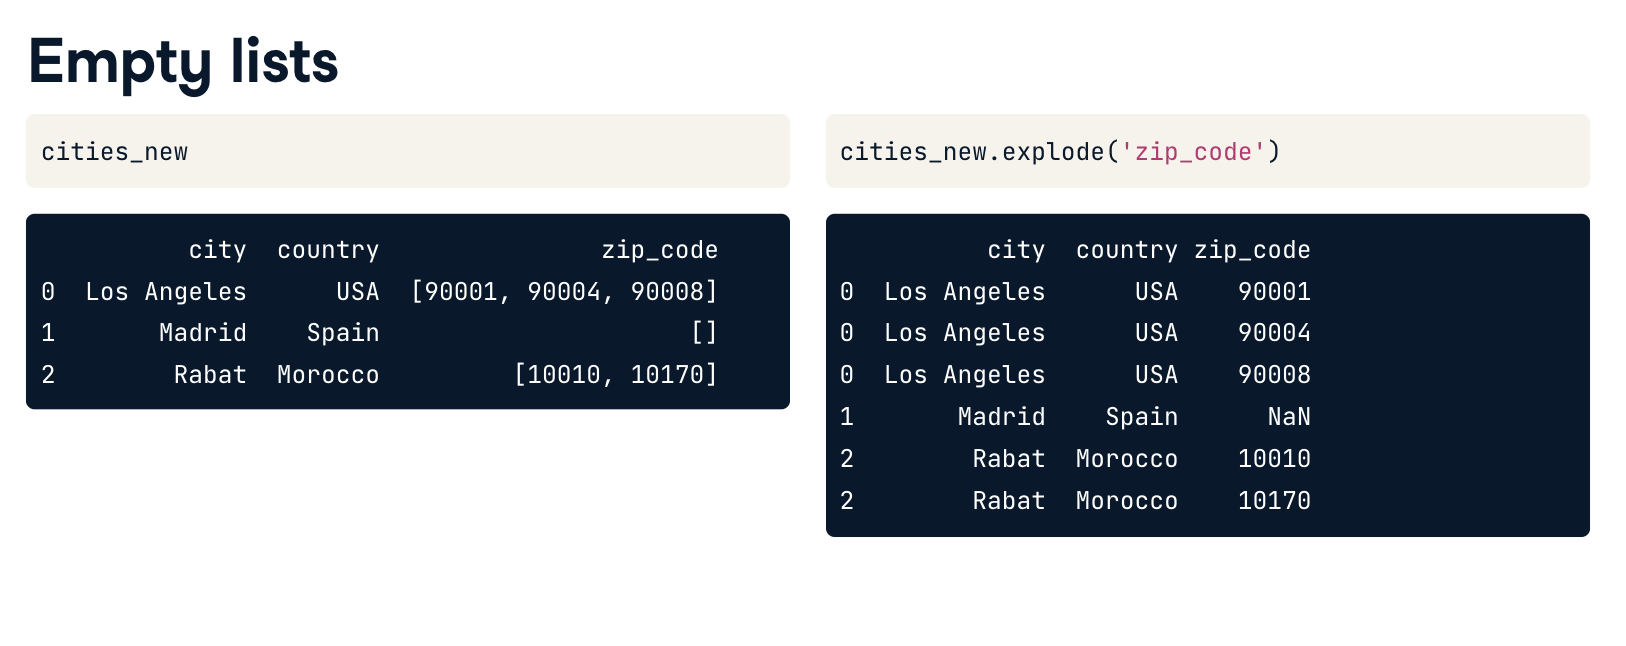 Empty lists
cities_new
        city  country               zip_code
0  Los Angeles      USA  [90001, 90004, 90008]
1       Madrid    Spain                     []
2        Rabat  Morocco         [10010, 10170]
cities_new.explode('zip_code')
        city  country zip_code
0  Los Angeles      USA    90001
0  Los Angeles      USA    90004
0  Los Angeles      USA    90008
1       Madrid    Spain      NaN
2        Rabat  Morocco    10010
2        Rabat  Morocco    10170